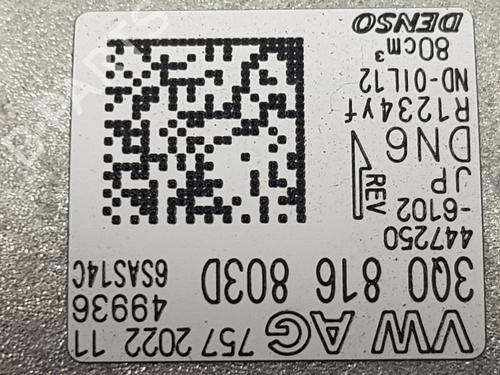 VW AG 757 2022 11
49936
3Q0 816 803D
6SAS14C
447250
-6102
JP
REV
DN6
R1234yf
ND-OIL12
80cm³
DENSO